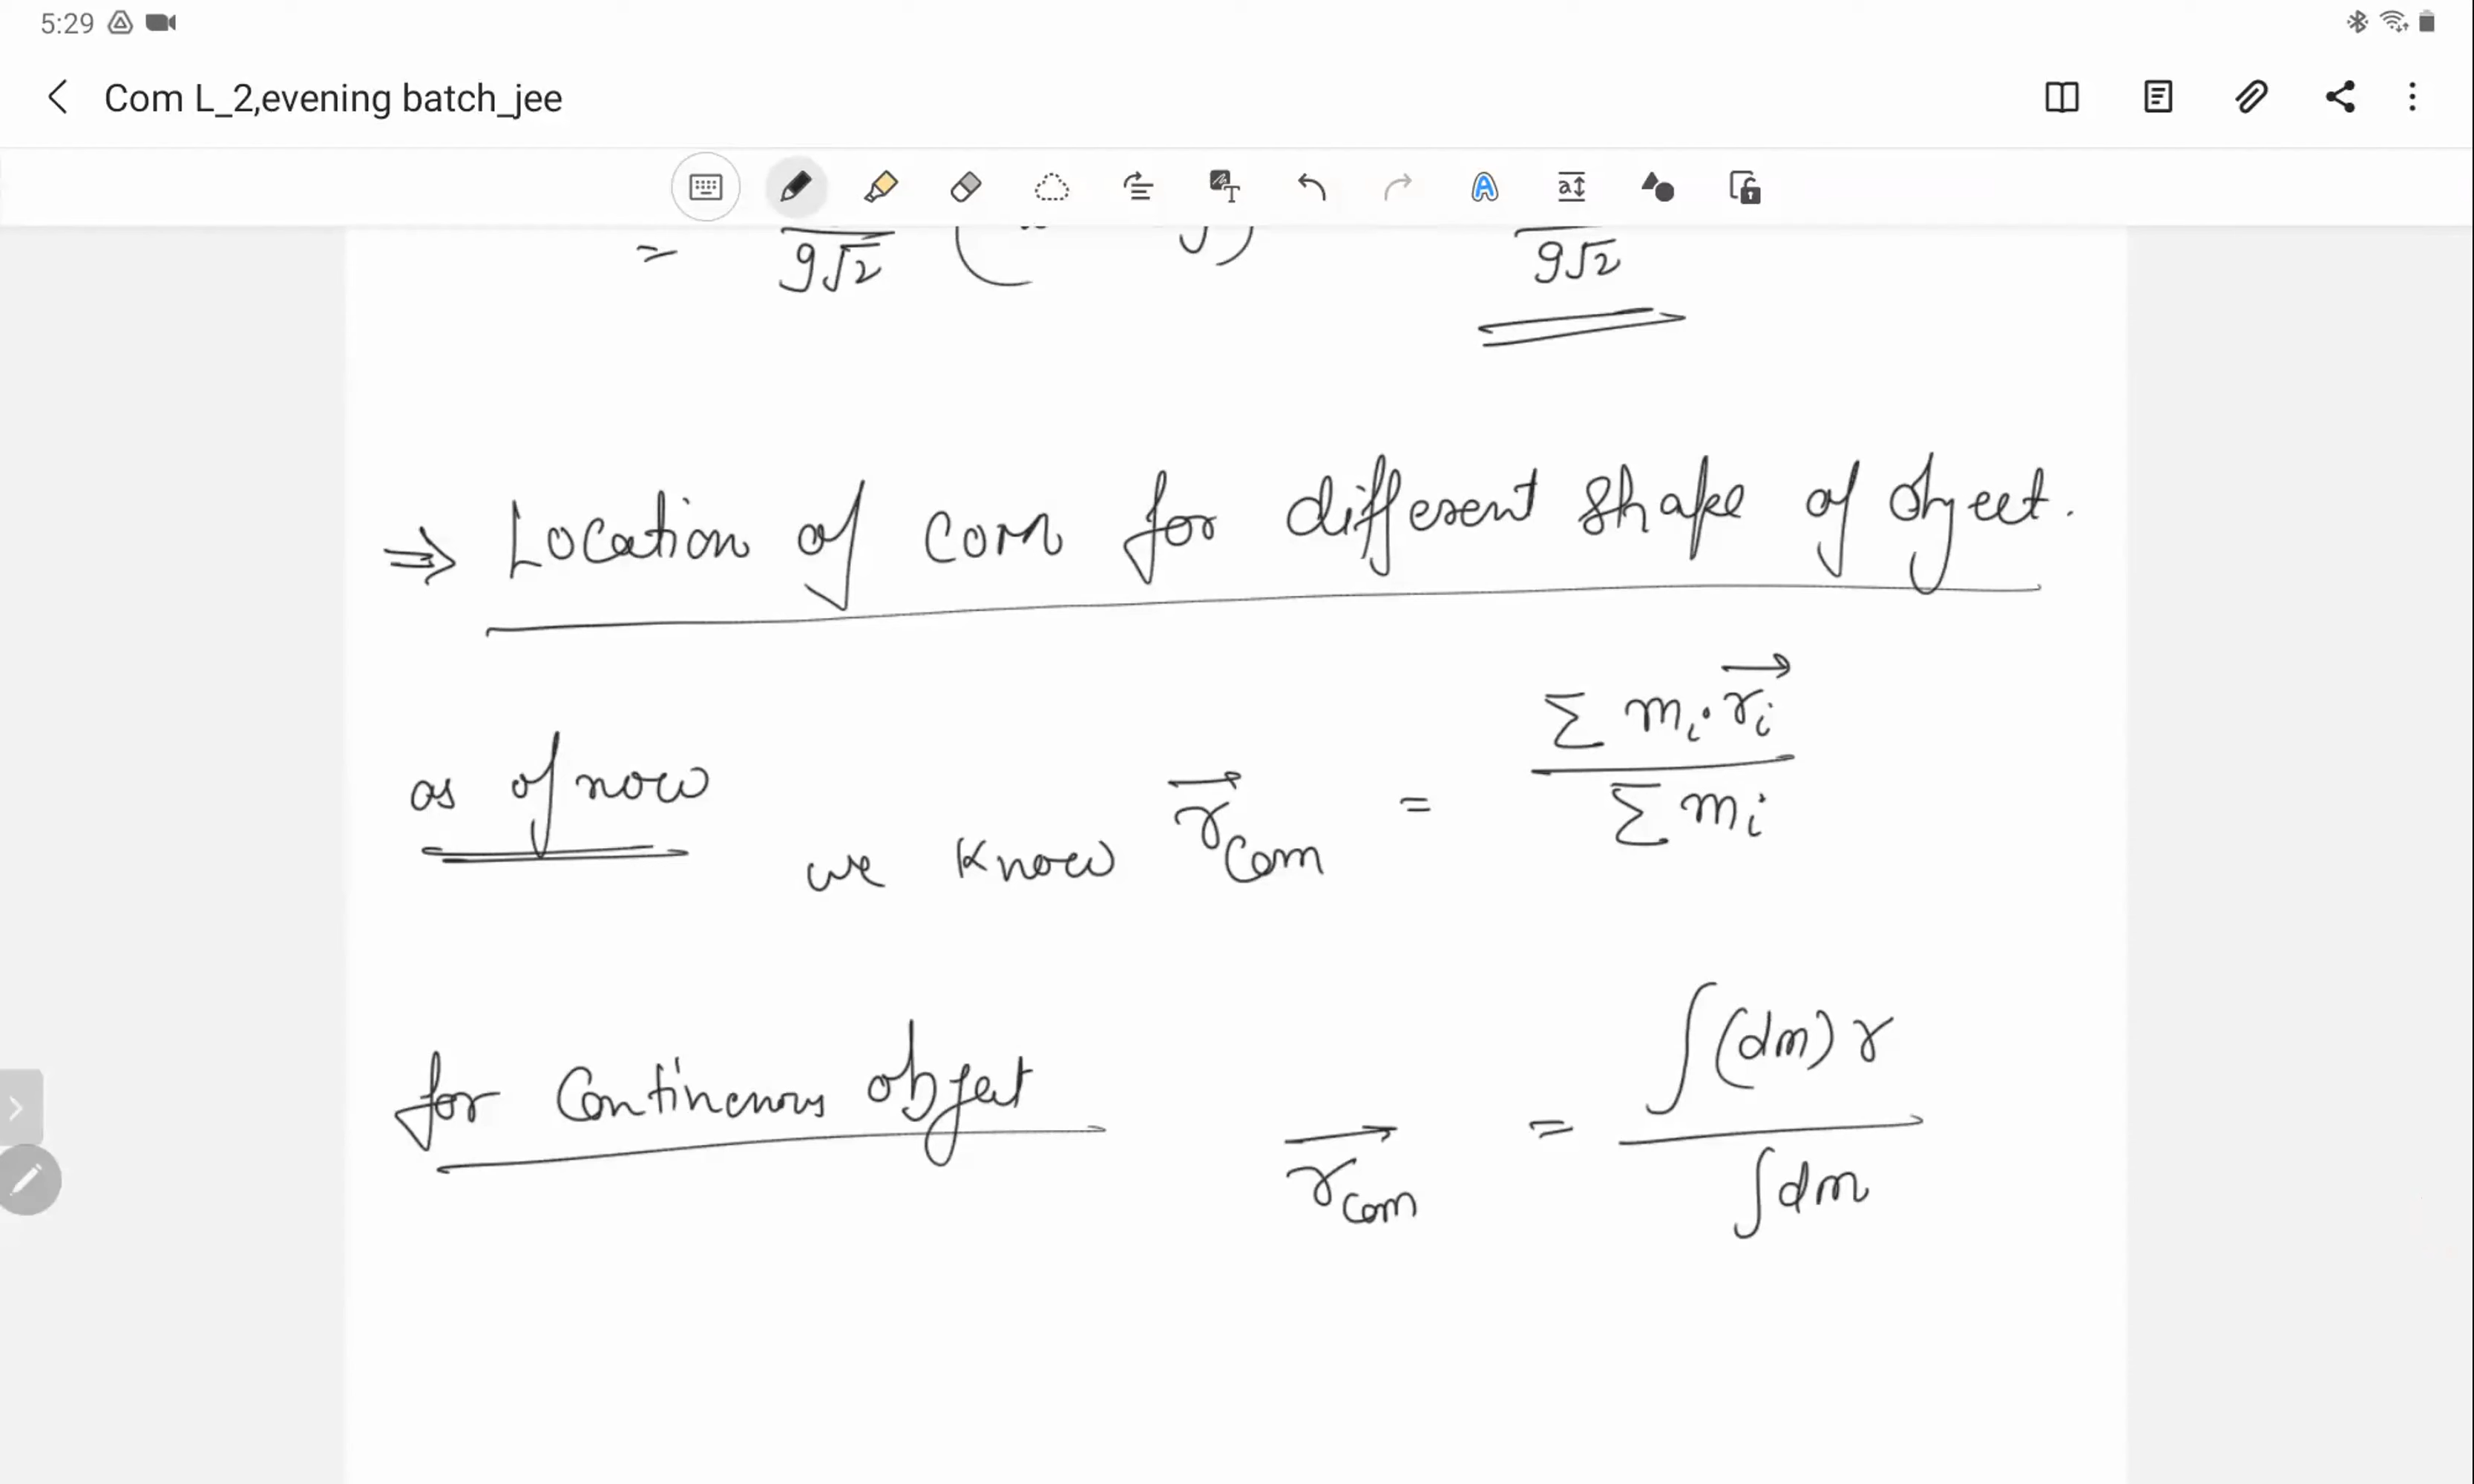 5:29
Com L_2,evening batch_jee
= 9√2 ( ) 9√2
⇒ Location of com for different shape of object.
as of now we know r⃗com = Σ mi·r⃗i / Σ mi
for Continuous object r⃗com = ∫(dm) r / ∫dm